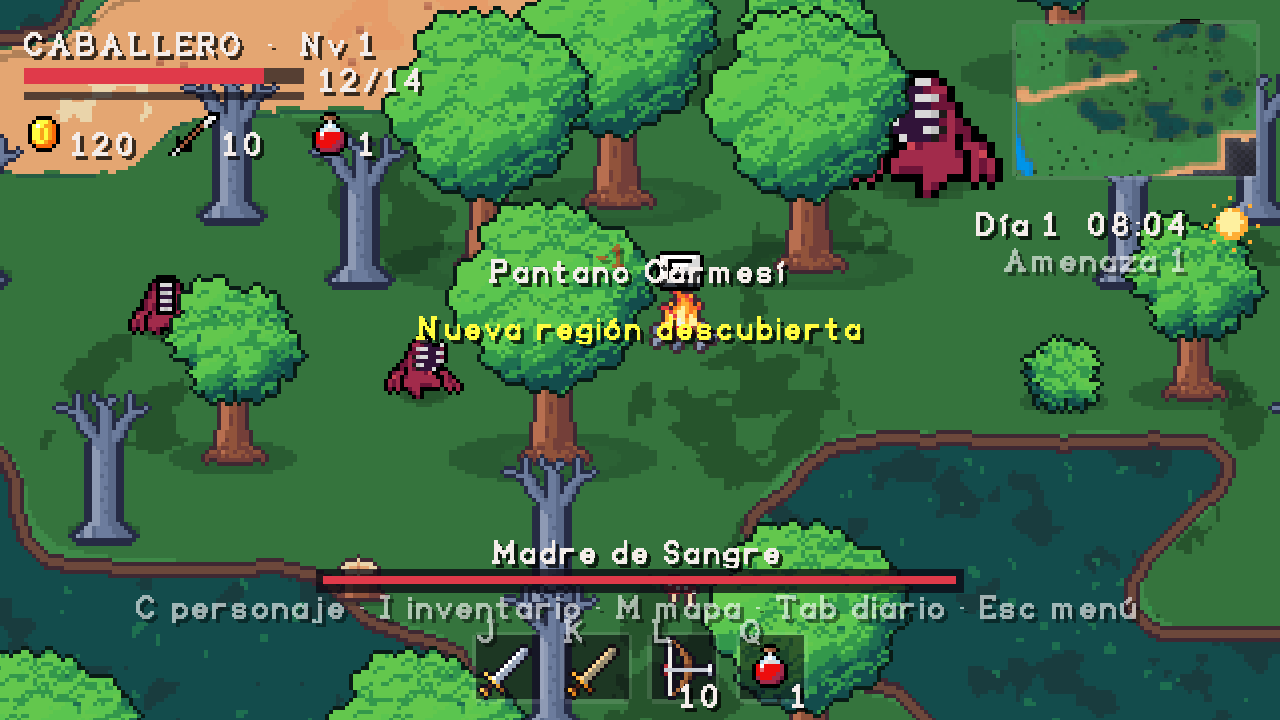 CABALLERO · Nv 1
12/14
120 10 1
Día 1 08:04
Amenaza 1
-1
Pantano Carmesí
Nueva región descubierta
Madre de Sangre
C personaje · I inventario · M mapa · Tab diario · Esc menú
J K L Q
10 1